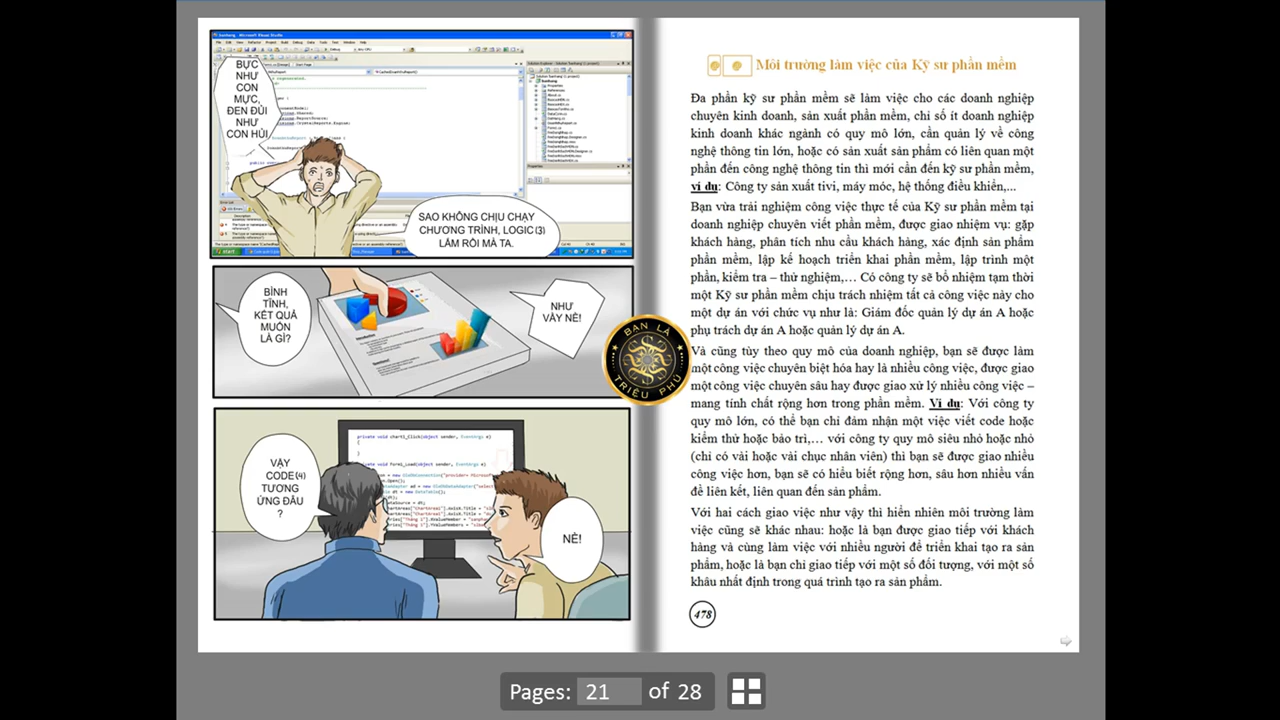 BỰC
NHƯ
CON
MỰC,
ĐEN ĐỦI
NHƯ
CON HỦI
SAO KHÔNG CHỊU CHẠY
CHƯƠNG TRÌNH, LOGIC(3)
LẮM RỒI MÀ TA.
BÌNH
TĨNH,
KẾT QUẢ
MUỐN
LÀ GÌ?
NHƯ
VẦY NÈ!
VẬY
CODE(4)
TƯƠNG
ỨNG ĐÂU
?
NÈ!
private void chart1_Click(object sender, EventArgs e)
BẠN LÀ
TRIỆU PHÚ
Môi trường làm việc của Kỹ sư phần mềm
Đa phần kỹ sư phần mềm sẽ làm việc cho các doanh nghiệp
chuyên kinh doanh, sản xuất phần mềm, chỉ số ít doanh nghiệp
kinh doanh khác ngành có quy mô lớn, cần quản lý về công
nghệ thông tin lớn, hoặc có sản xuất sản phẩm có liên quan một
phần đến công nghệ thông tin thì mới cần đến kỹ sư phần mềm,
ví dụ: Công ty sản xuất tivi, máy móc, hệ thống điều khiển,...
Bạn vừa trải nghiệm công việc thực tế của Kỹ sư phần mềm tại
doanh nghiệp chuyên viết phần mềm, được giao nhiệm vụ: gặp
khách hàng, phân tích nhu cầu khách hàng, xác định sản phẩm
phần mềm, lập kế hoạch triển khai phần mềm, lập trình một
phần, kiểm tra – thử nghiệm,... Có công ty sẽ bổ nhiệm tạm thời
một Kỹ sư phần mềm chịu trách nhiệm tất cả công việc này cho
một dự án với chức vụ như là: Giám đốc quản lý dự án A hoặc
phụ trách dự án A hoặc quản lý dự án A.
Và cũng tùy theo quy mô của doanh nghiệp, bạn sẽ được làm
một công việc chuyên biệt hóa hay là nhiều công việc, được giao
một công việc chuyên sâu hay được giao xử lý nhiều công việc –
mang tính chất rộng hơn trong phần mềm. Ví dụ: Với công ty
quy mô lớn, có thể bạn chỉ đảm nhận một việc viết code hoặc
kiểm thử hoặc bảo trì,... với công ty quy mô siêu nhỏ hoặc nhỏ
(chỉ có vài hoặc vài chục nhân viên) thì bạn sẽ được giao nhiều
công việc hơn, bạn sẽ có hiểu biết rộng hơn, sâu hơn nhiều vấn
đề liên kết, liên quan đến sản phẩm.
Với hai cách giao việc như vậy thì hiển nhiên môi trường làm
việc cũng sẽ khác nhau: hoặc là bạn được giao tiếp với khách
hàng và cùng làm việc với nhiều người để triển khai tạo ra sản
phẩm, hoặc là bạn chỉ giao tiếp với một số đối tượng, với một số
khâu nhất định trong quá trình tạo ra sản phẩm.
478
Pages: 21 of 28